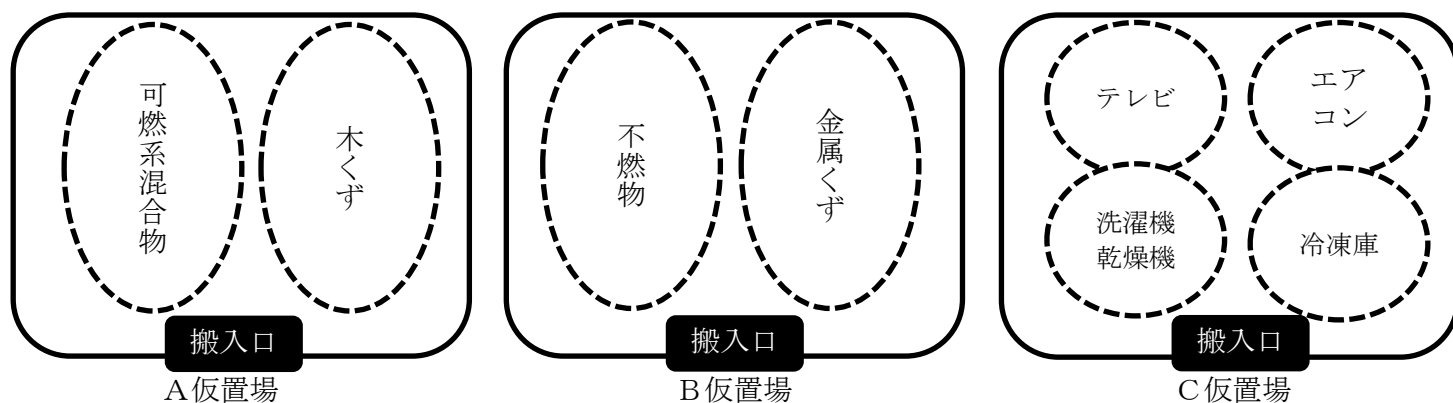 可燃系混合物
木くず
搬入口
A仮置場
不燃物
金属くず
搬入口
B仮置場
テレビ
エア
コン
洗濯機
乾燥機
冷凍庫
搬入口
C仮置場